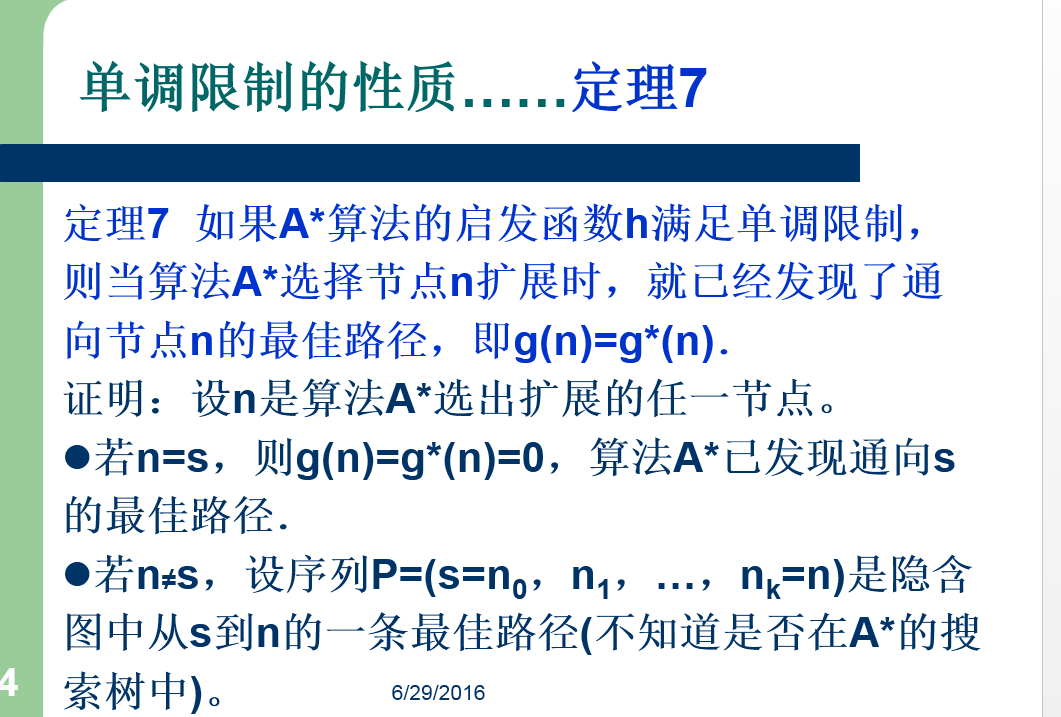 单调限制的性质……定理7
定理7 如果A*算法的启发函数h满足单调限制，
则当算法A*选择节点n扩展时，就已经发现了通
向节点n的最佳路径，即g(n)=g*(n).
证明：设n是算法A*选出扩展的任一节点。
●若n=s，则g(n)=g*(n)=0，算法A*已发现通向s
的最佳路径.
●若n≠s，设序列P=(s=n₀，n₁，…，nₖ=n)是隐含
图中从s到n的一条最佳路径(不知道是否在A*的搜
索树中)。
4
6/29/2016